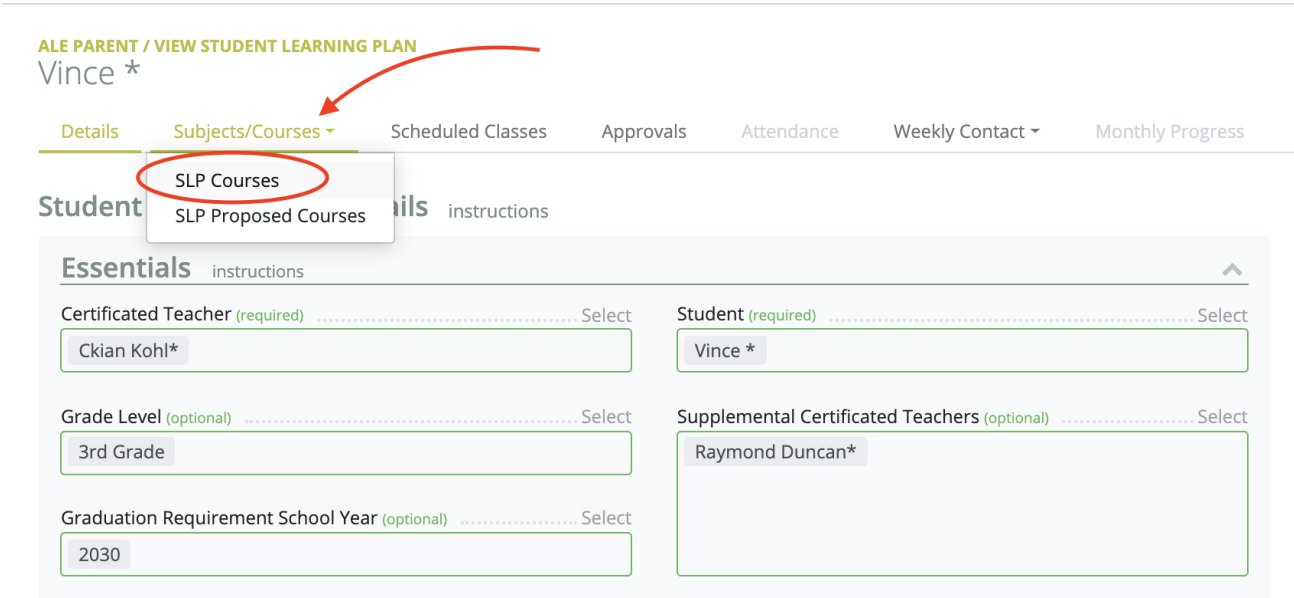 ALE PARENT / VIEW STUDENT LEARNING PLAN
Vince *
Details Subjects/Courses Scheduled Classes Approvals Attendance Weekly Contact Monthly Progress
SLP Courses
SLP Proposed Courses
Student ils instructions
Essentials instructions
Certificated Teacher (required) Select
Ckian Kohl*
Student (required) Select
Vince *
Grade Level (optional) Select
3rd Grade
Supplemental Certificated Teachers (optional) Select
Raymond Duncan*
Graduation Requirement School Year (optional) Select
2030